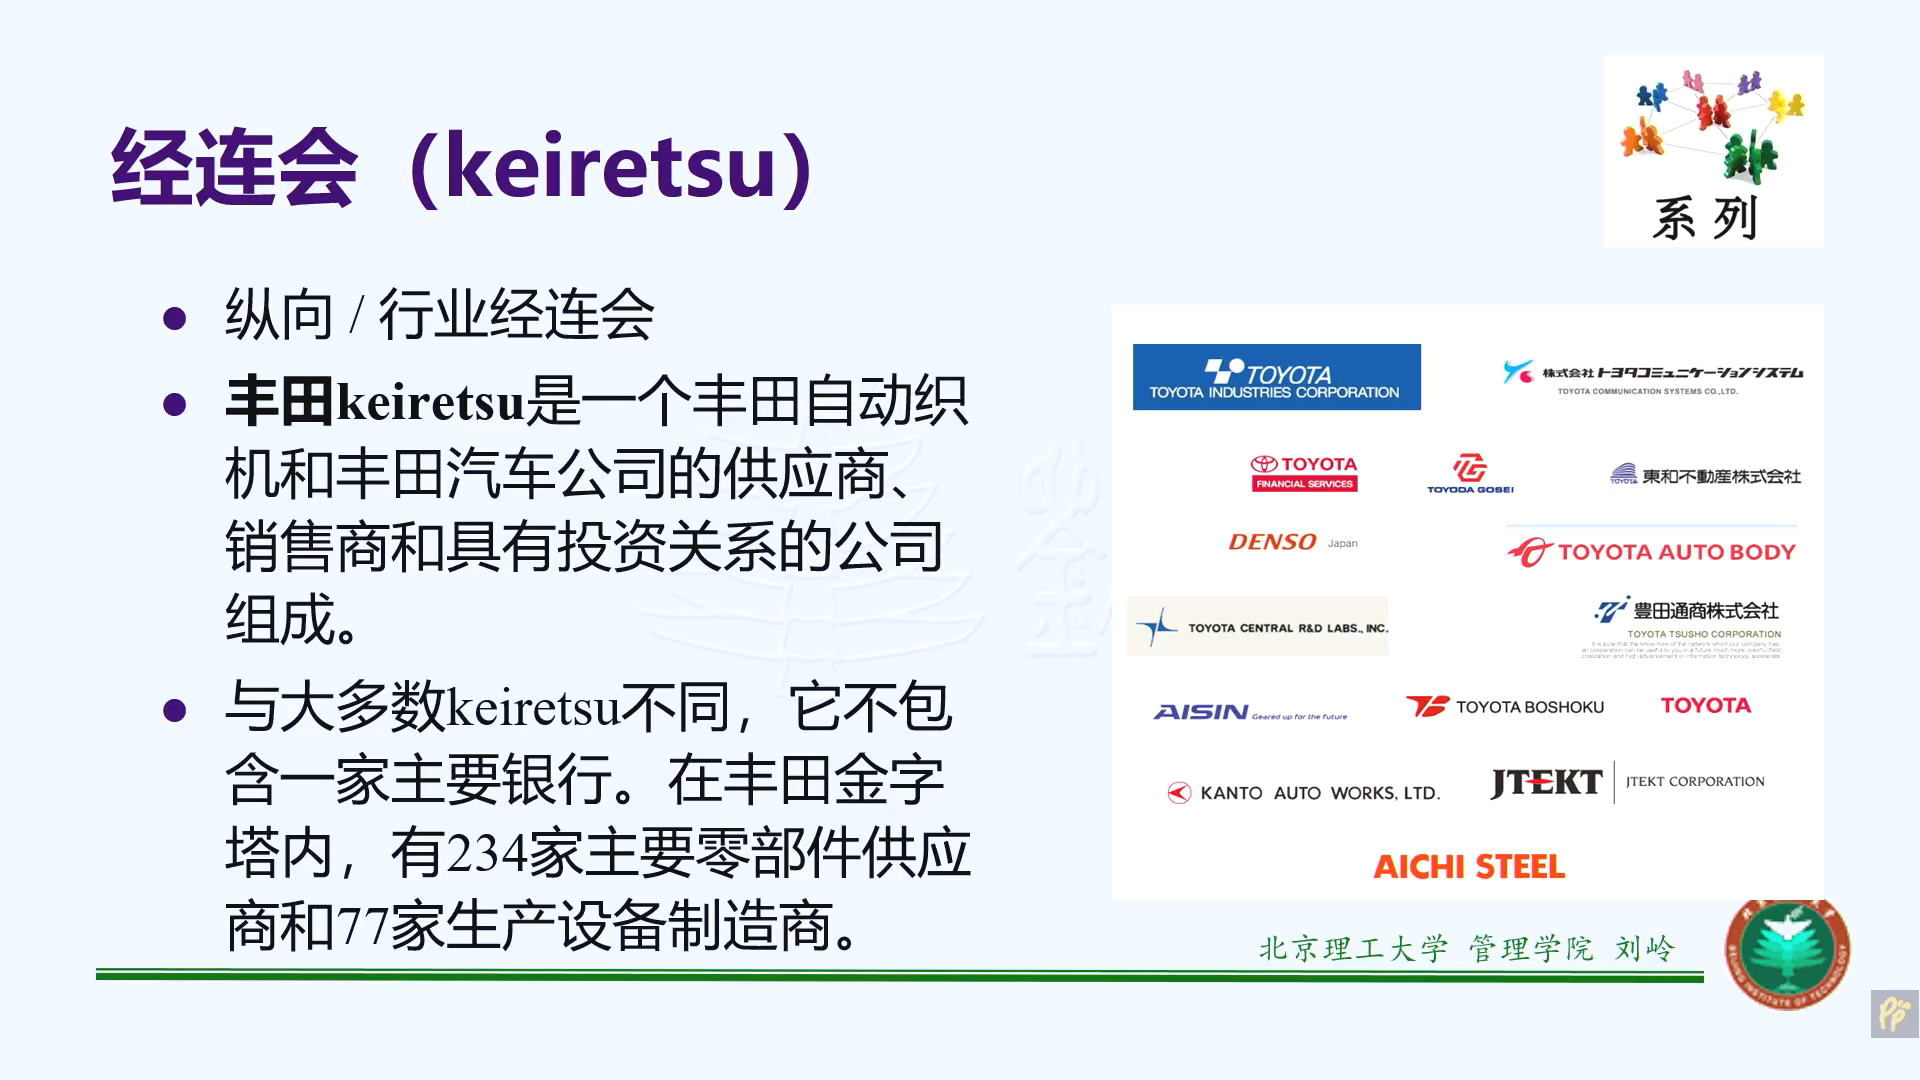 经连会（keiretsu）
系列
纵向 / 行业经连会
丰田keiretsu是一个丰田自动织
机和丰田汽车公司的供应商、
销售商和具有投资关系的公司
组成。
与大多数keiretsu不同，它不包
含一家主要银行。在丰田金字
塔内，有234家主要零部件供应
商和77家生产设备制造商。
TOYOTA
TOYOTA INDUSTRIES CORPORATION
株式会社トヨタコミュニケーションシステム
TOYOTA COMMUNICATION SYSTEMS CO.,LTD.
TOYOTA
FINANCIAL SERVICES
TOYODA GOSEI
TOYOTA
東和不動産株式会社
DENSO Japan
TOYOTA AUTO BODY
TOYOTA CENTRAL R&D LABS., INC.
豊田通商株式会社
TOYOTA TSUSHO CORPORATION
AISIN Geared up for the future
TOYOTA BOSHOKU
TOYOTA
KANTO AUTO WORKS, LTD.
JTEKT JTEKT CORPORATION
AICHI STEEL
北京理工大学 管理学院 刘岭
BEIJING INSTITUTE OF TECHNOLOGY